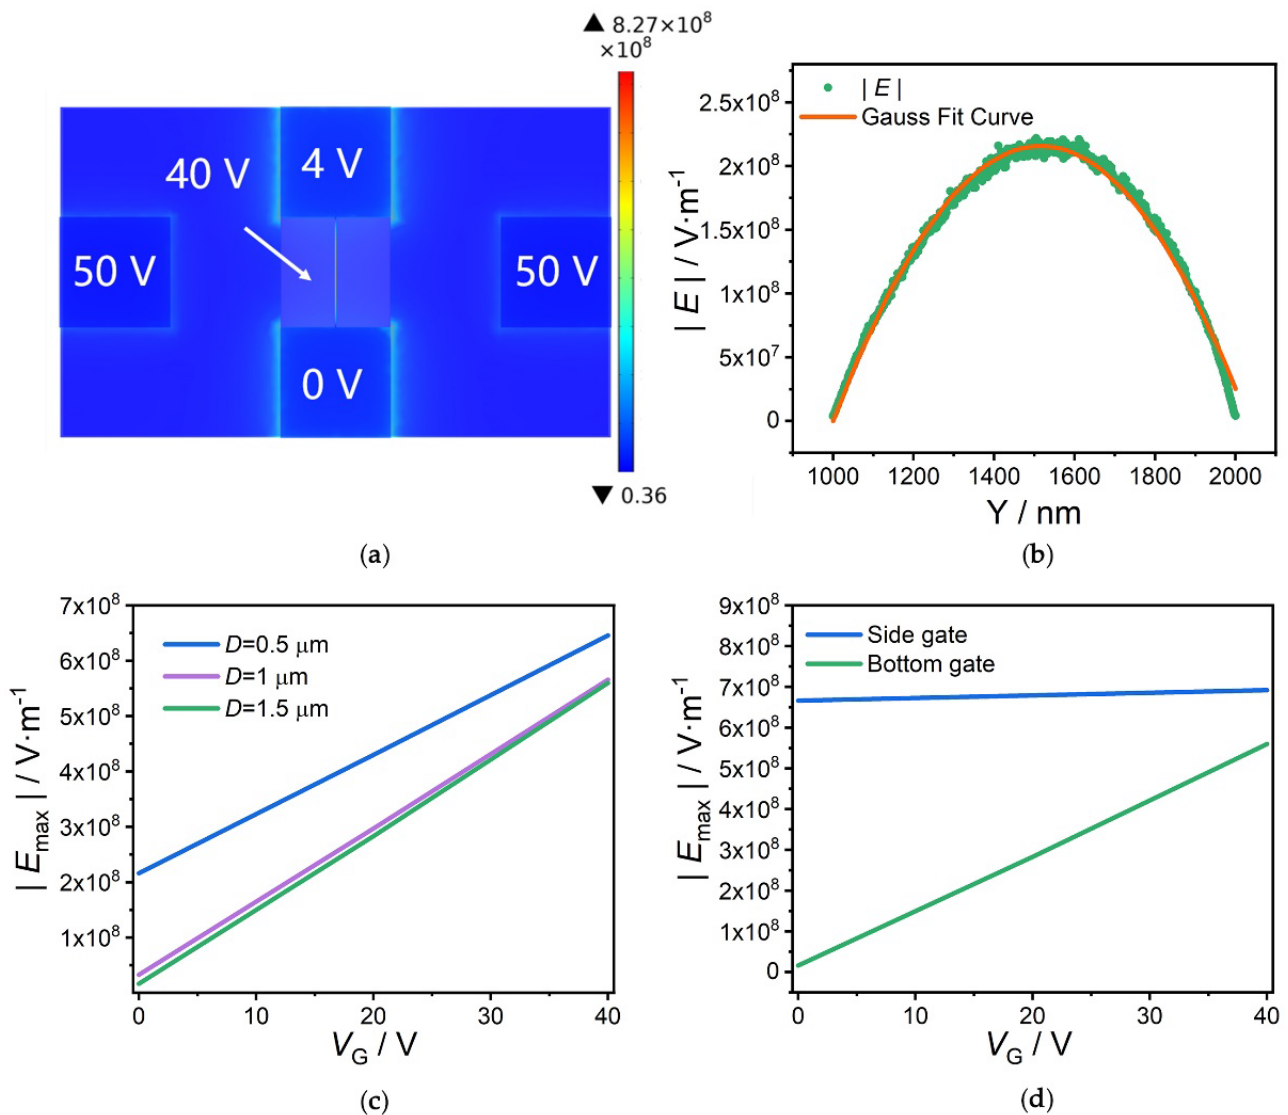 ▲ 8.27×10⁸
×10⁸
40 V
4 V
50 V
50 V
0 V
▼ 0.36
(a)
| E |
Gauss Fit Curve
2.5x10⁸
2x10⁸
1.5x10⁸
1x10⁸
5x10⁷
0
| E | / V·m⁻¹
1000 1200 1400 1600 1800 2000
Y / nm
(b)
7x10⁸
6x10⁸
5x10⁸
4x10⁸
3x10⁸
2x10⁸
1x10⁸
| Eₘₐₓ | / V·m⁻¹
D=0.5 μm
D=1 μm
D=1.5 μm
0 10 20 30 40
V_G / V
(c)
9x10⁸
8x10⁸
7x10⁸
6x10⁸
5x10⁸
4x10⁸
3x10⁸
2x10⁸
1x10⁸
0
| Eₘₐₓ | / V·m⁻¹
Side gate
Bottom gate
0 10 20 30 40
V_G / V
(d)